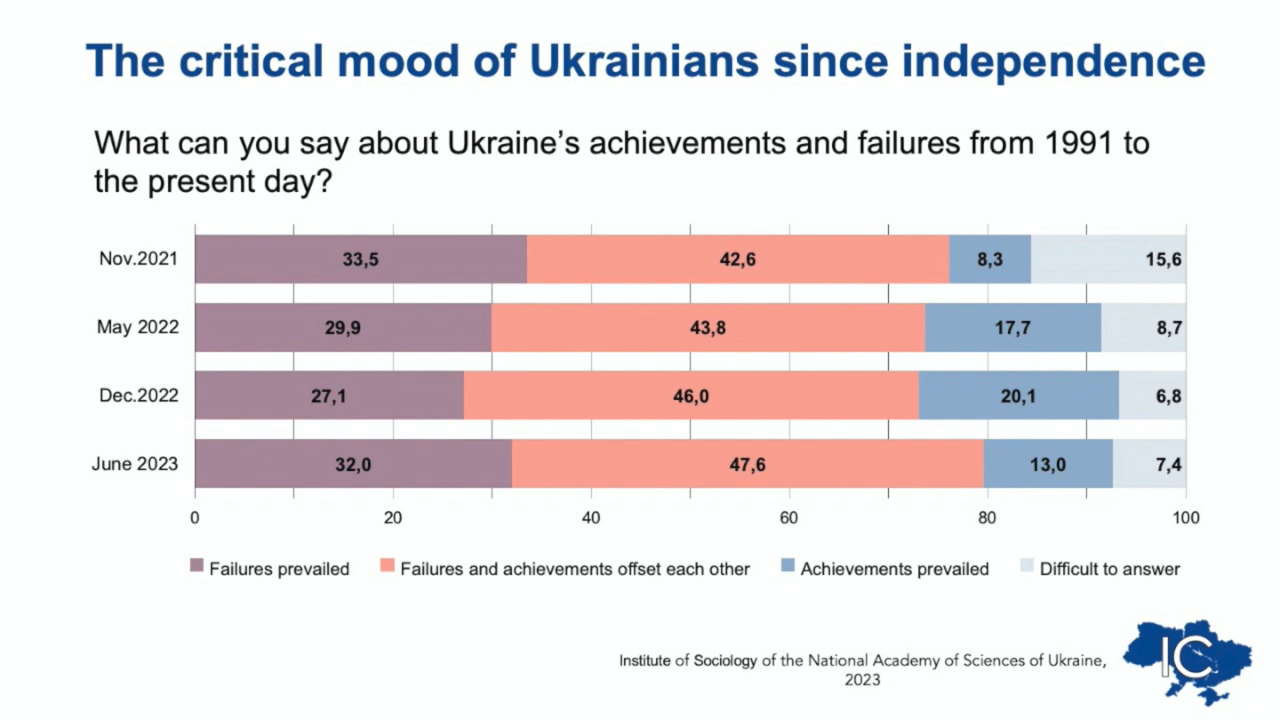 The critical mood of Ukrainians since independence
What can you say about Ukraine’s achievements and failures from 1991 to
the present day?
Nov.2021 33,5 42,6 8,3 15,6
May 2022 29,9 43,8 17,7 8,7
Dec.2022 27,1 46,0 20,1 6,8
June 2023 32,0 47,6 13,0 7,4
0 20 40 60 80 100
Failures prevailed Failures and achievements offset each other Achievements prevailed Difficult to answer
Institute of Sociology of the National Academy of Sciences of Ukraine,
2023
IC